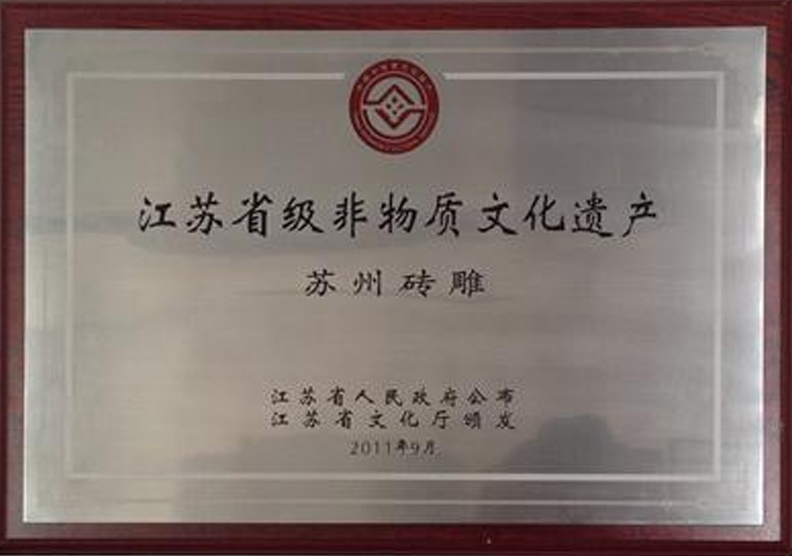 江苏省级非物质文化遗产
苏州砖雕
江苏省人民政府公布
江苏省文化厅颁发
2011年9月